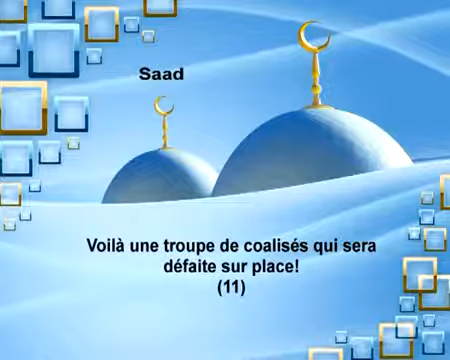 Saad
Voilà une troupe de coalisés qui sera
défaite sur place!
(11)